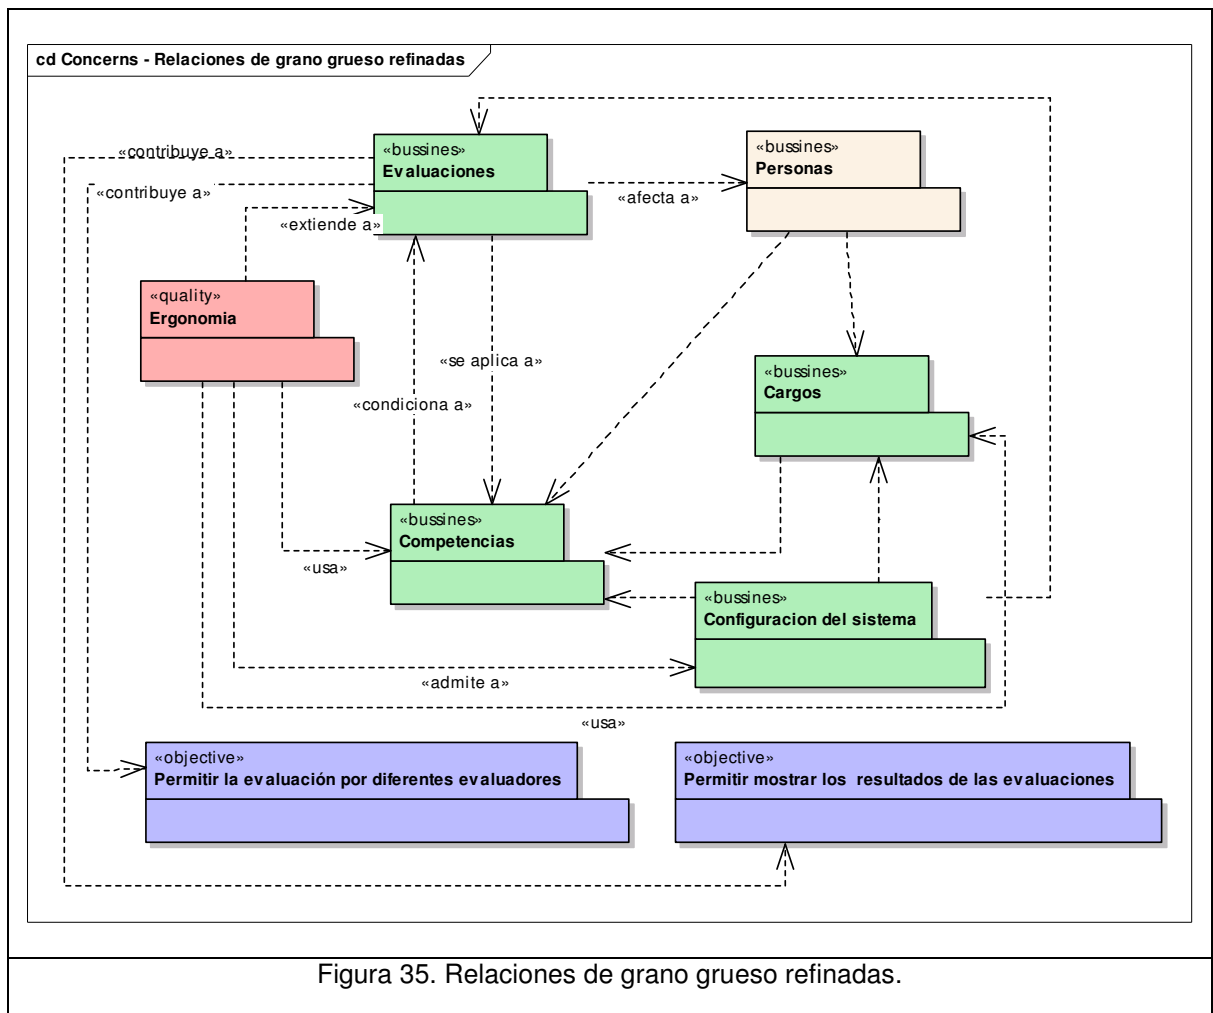 cd Concerns - Relaciones de grano grueso refinadas
«contribuye a»
«contribuye a»
«bussines»
Evaluaciones
«bussines»
Personas
«afecta a»
«extiende a»
«quality»
Ergonomia
«se aplica a»
«condiciona a»
«bussines»
Cargos
«bussines»
Competencias
«usa»
«bussines»
Configuracion del sistema
«admite a»
«usa»
«objective»
Permitir la evaluación por diferentes evaluadores
«objective»
Permitir mostrar los resultados de las evaluaciones
Figura 35. Relaciones de grano grueso refinadas.